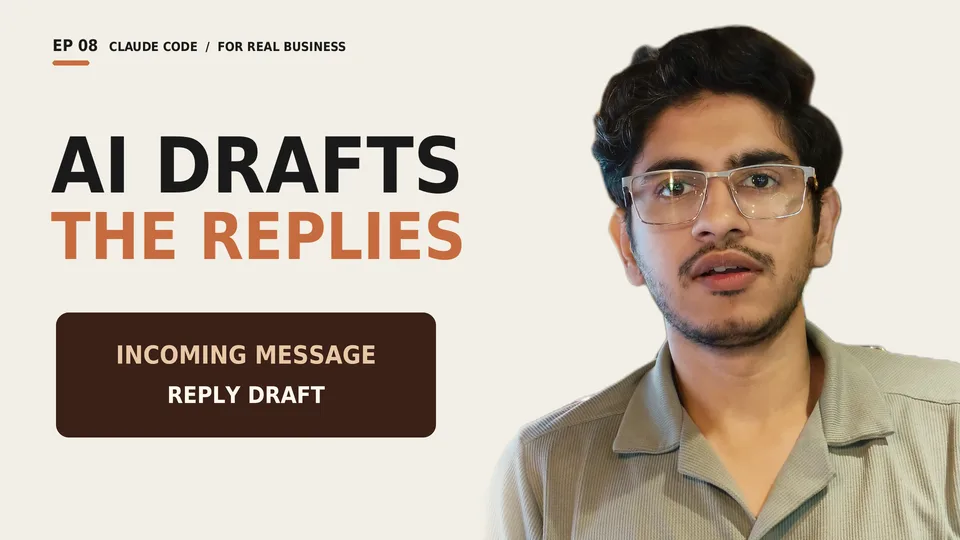 EP 08 CLAUDE CODE / FOR REAL BUSINESS
AI DRAFTS
THE REPLIES
INCOMING MESSAGE
REPLY DRAFT